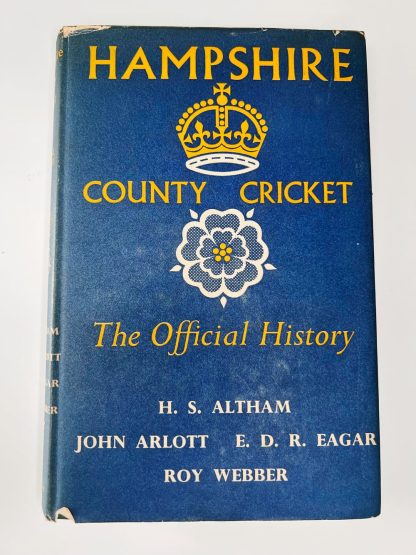 HAMPSHIRE
COUNTY CRICKET
The Official History
H. S. ALTHAM
JOHN ARLOTT E. D. R. EAGAR
ROY WEBBER